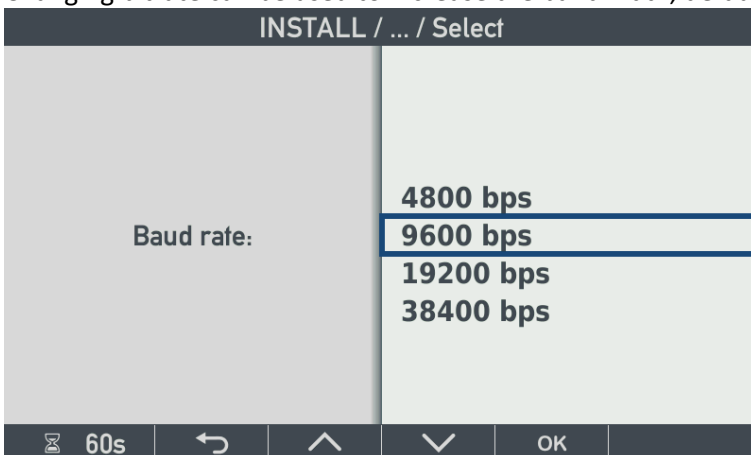 INSTALL / ... / Select
Baud rate:
4800 bps
9600 bps
19200 bps
38400 bps
60s
OK